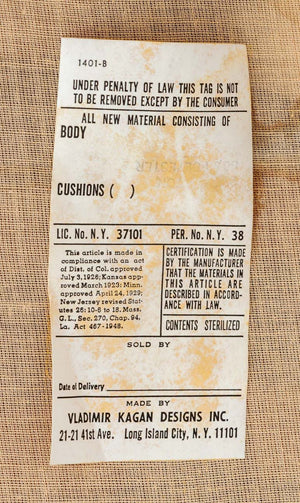 1401-B
UNDER PENALTY OF LAW THIS TAG IS NOT
TO BE REMOVED EXCEPT BY THE CONSUMER
ALL NEW MATERIAL CONSISTING OF
BODY
CUSHIONS ( )
LIC. No. N.Y. 37101
PER. No. N.Y. 38
This article is made in
compliance with an act
of Dist. of Col. approved
July 3, 1926; Kansas approved
March 1923; Minn.
approved April 24, 1929;
New Jersey revised Statutes
26: 10-6 to 18. Mass.
G. L., Sec. 270, Chap. 94.
La. Act 467-1948.
CERTIFICATION IS MADE
BY THE MANUFACTURER
THAT THE MATERIALS IN
THIS ARTICLE ARE
DESCRIBED IN ACCORD-
ANCE WITH LAW.
CONTENTS STERILIZED
SOLD BY
Date of Delivery
MADE BY
VLADIMIR KAGAN DESIGNS INC.
21-21 41st Ave. Long Island City, N. Y. 11101